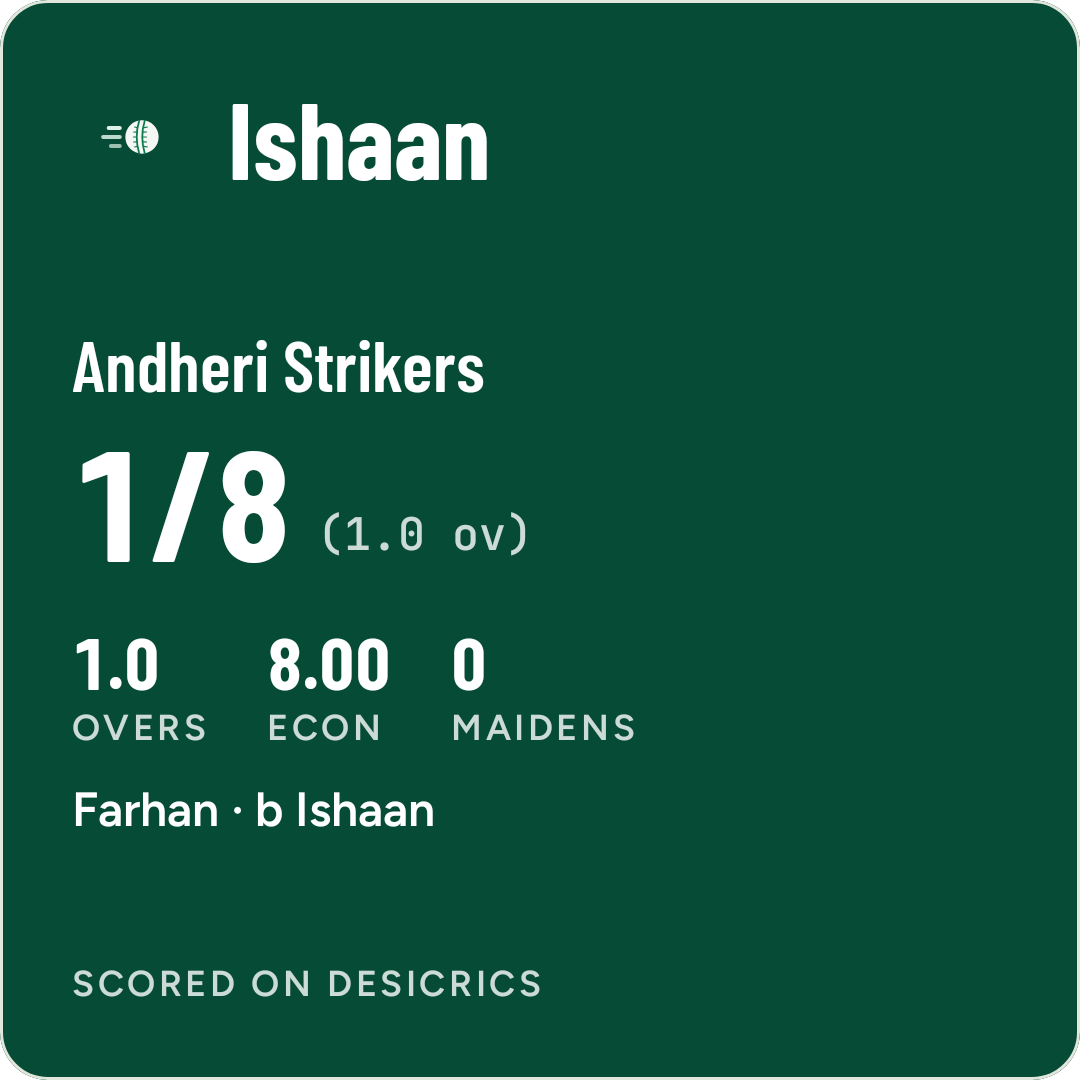 Ishaan
Andheri Strikers
1/8 (1.0 ov)
1.0 8.00 0
OVERS ECON MAIDENS
Farhan · b Ishaan
SCORED ON DESICRICS